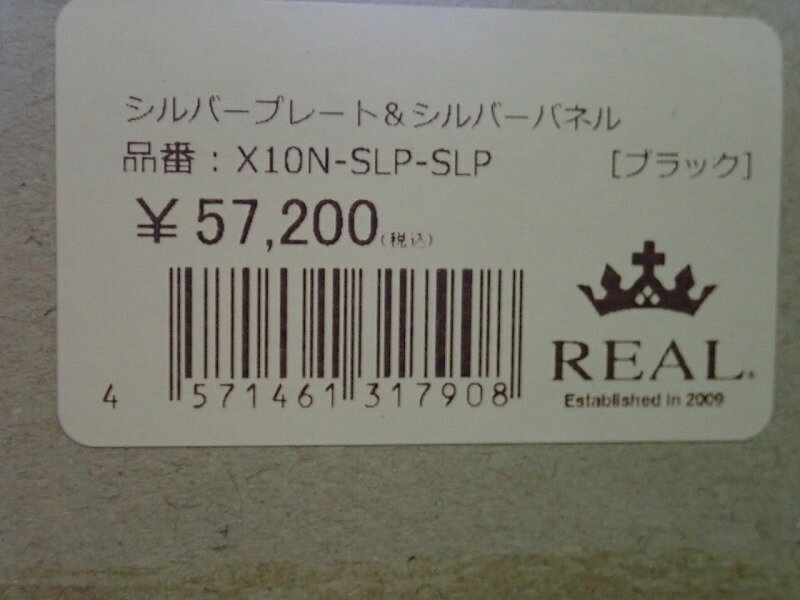 シルバープレート＆シルバーパネル
品番：X10N-SLP-SLP [ブラック]
￥57,200(税込)
4 571461 317908
REAL.
Established in 2009